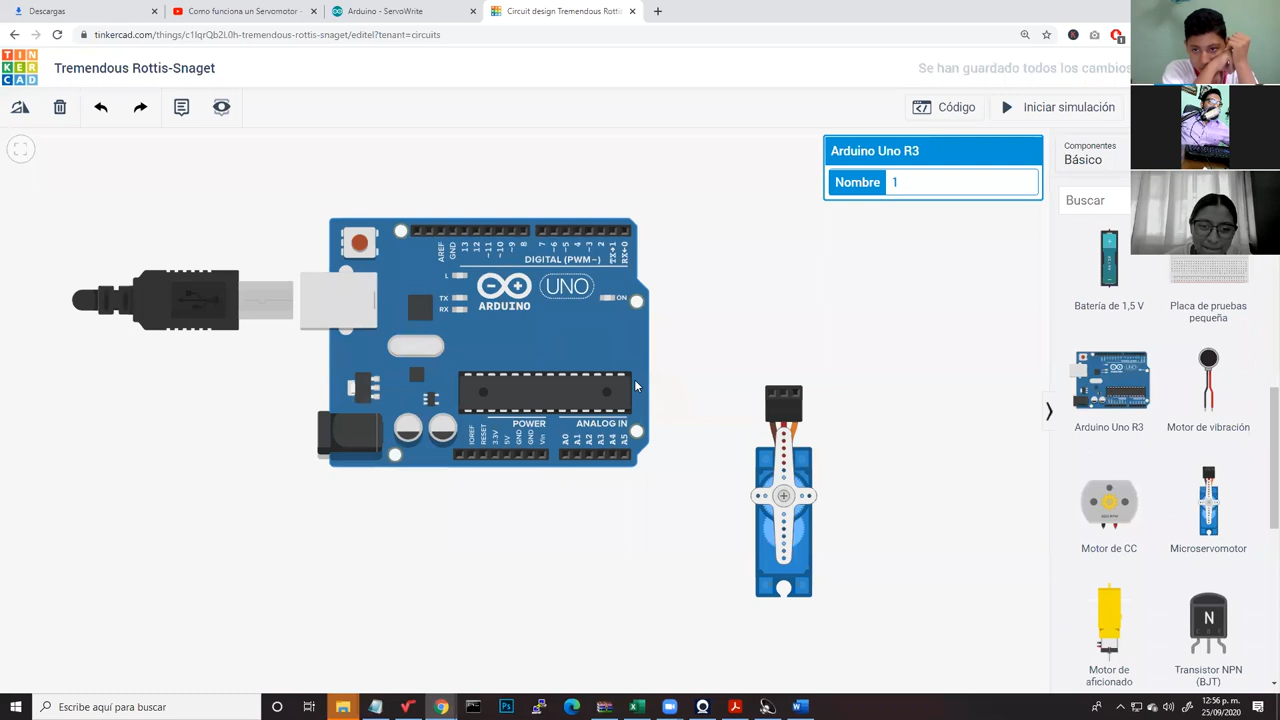 Descargas
Como funciona un Servomotor -
Arduino - ServoWrite
Circuit design Tremendous Rotti
tinkercad.com/things/c1IqrQb2L0h-tremendous-rottis-snaget/editel?tenant=circuits
TIN
KER
CAD
Tremendous Rottis-Snaget
Se han guardado todos los cambios
Código
Iniciar simulación
Arduino Uno R3
Nombre 1
Componentes
Básico
Buscar
Batería de 1,5 V
Placa de pruebas
pequeña
Arduino Uno R3
Motor de vibración
Motor de CC
Microservomotor
Motor de
aficionado
Transistor NPN
(BJT)
N
AREF
GND
13
12
~11
~10
~9
8
7
~6
~5
4
~3
2
TX→1
RX←0
DIGITAL (PWM~)
L
TX
RX
ARDUINO
UNO
ON
POWER
ANALOG IN
IOREF
RESET
3.3V
5V
GND
GND
Vin
A0
A1
A2
A3
A4
A5
Escribe aquí para buscar
12:56 p. m.
25/09/2020